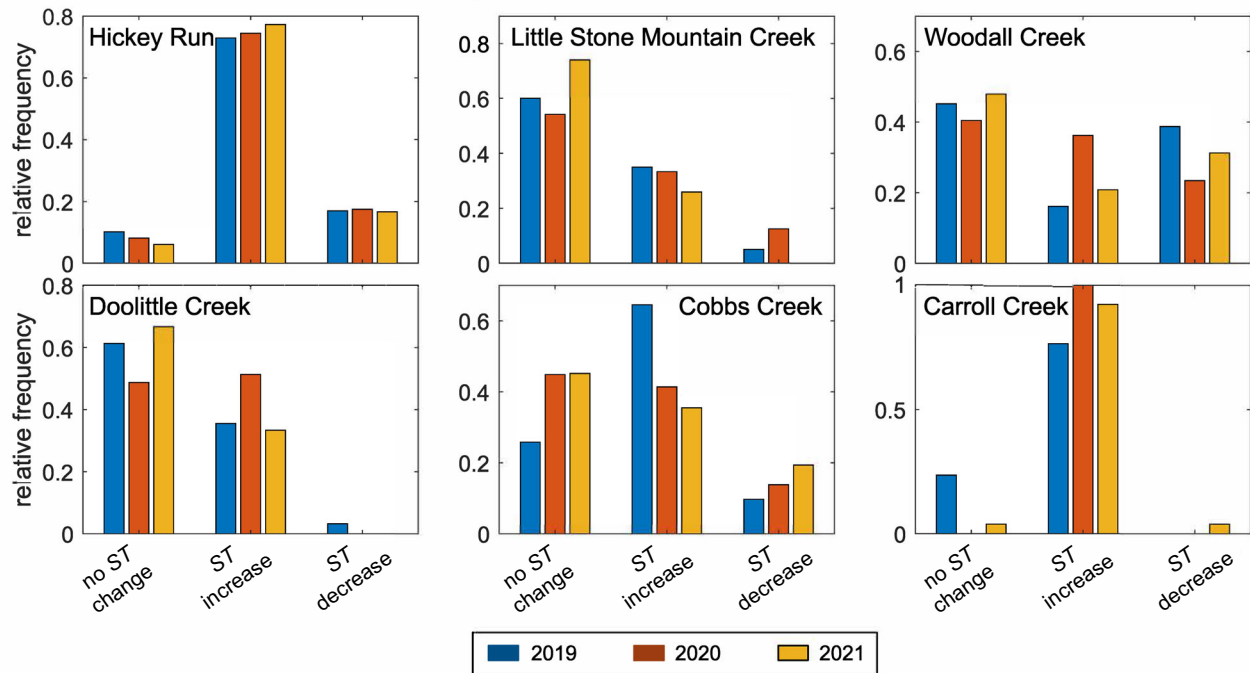 0.8
0.6
0.4
0.2
0
relative frequency
Hickey Run
0.8
0.6
0.4
0.2
0
Little Stone Mountain Creek
0.6
0.4
0.2
0
Woodall Creek
0.8
0.6
0.4
0.2
0
relative frequency
Doolittle Creek
no ST change
ST increase
ST decrease
0.6
0.4
0.2
0
Cobbs Creek
no ST change
ST increase
ST decrease
1
0.5
0
Carroll Creek
no ST change
ST increase
ST decrease
2019 2020 2021